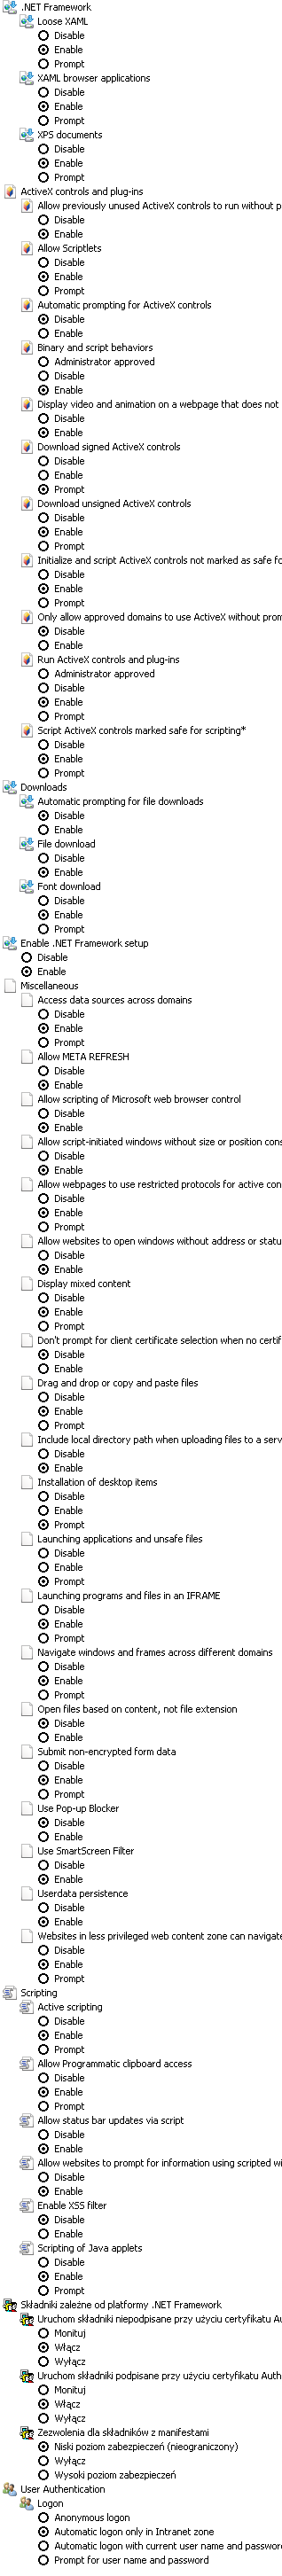 .NET Framework
Loose XAML
Disable
Enable
Prompt
XAML browser applications
Disable
Enable
Prompt
XPS documents
Disable
Enable
Prompt
ActiveX controls and plug-ins
Allow previously unused ActiveX controls to run without p
Disable
Enable
Allow Scriptlets
Disable
Enable
Prompt
Automatic prompting for ActiveX controls
Disable
Enable
Binary and script behaviors
Administrator approved
Disable
Enable
Display video and animation on a webpage that does not
Disable
Enable
Download signed ActiveX controls
Disable
Enable
Prompt
Download unsigned ActiveX controls
Disable
Enable
Prompt
Initialize and script ActiveX controls not marked as safe fo
Disable
Enable
Prompt
Only allow approved domains to use ActiveX without prom
Disable
Enable
Run ActiveX controls and plug-ins
Administrator approved
Disable
Enable
Prompt
Script ActiveX controls marked safe for scripting*
Disable
Enable
Prompt
Downloads
Automatic prompting for file downloads
Disable
Enable
File download
Disable
Enable
Font download
Disable
Enable
Prompt
Enable .NET Framework setup
Disable
Enable
Miscellaneous
Access data sources across domains
Disable
Enable
Prompt
Allow META REFRESH
Disable
Enable
Allow scripting of Microsoft web browser control
Disable
Enable
Allow script-initiated windows without size or position cons
Disable
Enable
Allow webpages to use restricted protocols for active con
Disable
Enable
Prompt
Allow websites to open windows without address or statu
Disable
Enable
Display mixed content
Disable
Enable
Prompt
Don't prompt for client certificate selection when no certif
Disable
Enable
Drag and drop or copy and paste files
Disable
Enable
Prompt
Include local directory path when uploading files to a serv
Disable
Enable
Installation of desktop items
Disable
Enable
Prompt
Launching applications and unsafe files
Disable
Enable
Prompt
Launching programs and files in an IFRAME
Disable
Enable
Prompt
Navigate windows and frames across different domains
Disable
Enable
Prompt
Open files based on content, not file extension
Disable
Enable
Submit non-encrypted form data
Disable
Enable
Prompt
Use Pop-up Blocker
Disable
Enable
Use SmartScreen Filter
Disable
Enable
Userdata persistence
Disable
Enable
Websites in less privileged web content zone can navigate
Disable
Enable
Prompt
Scripting
Active scripting
Disable
Enable
Prompt
Allow Programmatic clipboard access
Disable
Enable
Prompt
Allow status bar updates via script
Disable
Enable
Allow websites to prompt for information using scripted wi
Disable
Enable
Enable XSS filter
Disable
Enable
Scripting of Java applets
Disable
Enable
Prompt
Składniki zależne od platformy .NET Framework
Uruchom składniki niepodpisane przy użyciu certyfikatu Au
Monituj
Włącz
Wyłącz
Uruchom składniki podpisane przy użyciu certyfikatu Auth
Monituj
Włącz
Wyłącz
Zezwolenia dla składników z manifestami
Niski poziom zabezpieczeń (nieograniczony)
Wyłącz
Wysoki poziom zabezpieczeń
User Authentication
Logon
Anonymous logon
Automatic logon only in Intranet zone
Automatic logon with current user name and password
Prompt for user name and password